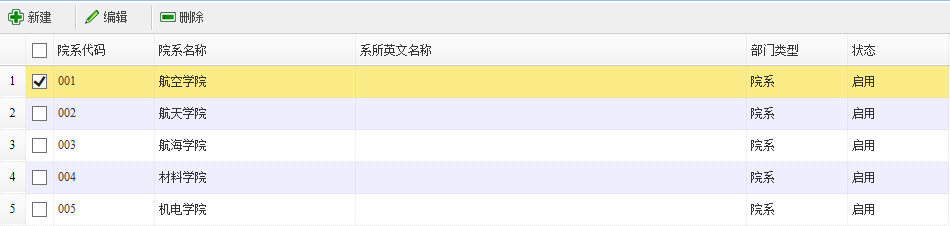 新建 编辑 删除
院系代码 院系名称 系所英文名称 部门类型 状态
1 001 航空学院 院系 启用
2 002 航天学院 院系 启用
3 003 航海学院 院系 启用
4 004 材料学院 院系 启用
5 005 机电学院 院系 启用